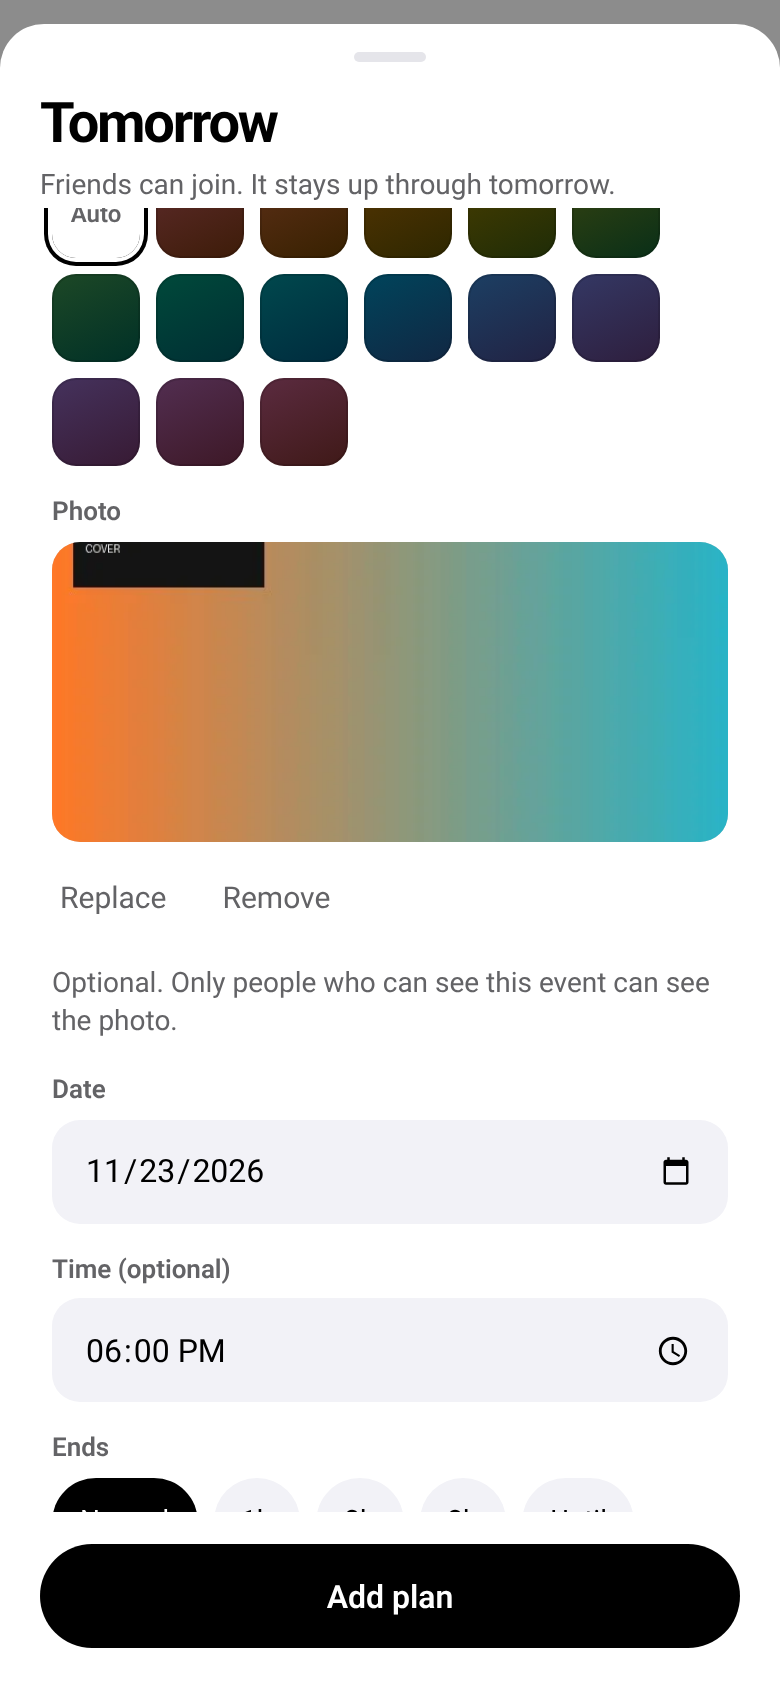 Tomorrow
Friends can join. It stays up through tomorrow.
Auto
Photo
COVER
Replace Remove
Optional. Only people who can see this event can see
the photo.
Date
11/23/2026
Time (optional)
06:00 PM
Ends
Add plan